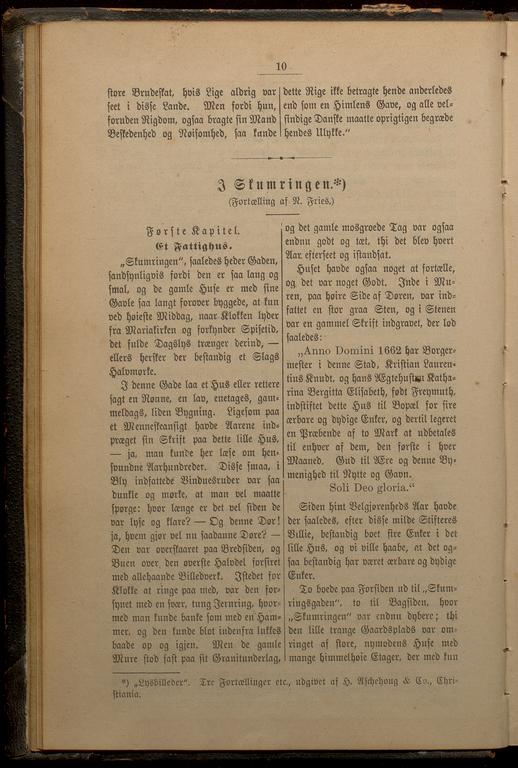 10
store Brudeskat, hvis Lige aldrig var
seet i disse Lande. Men fordi hun,
foruden Rigdom, ogsaa bragte sin Mand
Beskedenhed og Nøisomhed, saa kunde
dette Rige ikke betragte hende anderledes
end som en Himlens Gave, og alle vel-
sindige Danske maatte oprigtigen begræde
hendes Ulykke."
I Skumringen.*)
(Fortælling af N. Fries.)
Første Kapitel.
Et Fattighus.
„Skumringen", saaledes heder Gaden,
sandsynligvis fordi den er saa lang og
smal, og de gamle Huse er med sine
Gavle saa langt forover byggede, at kun
ved høieste Middag, naar Klokken lyder
fra Mariakirken og forkynder Spisetid,
det fulde Dagslys trænger derind, —
ellers hersker der bestandig et Slags
Halvmørke.
I denne Gade laa et Hus eller rettere
sagt en Rønne, en lav, enetages, gam-
meldags, liden Bygning. Ligesom paa
et Menneskeansigt havde Aarene ind-
præget sin Skrift paa dette lille Hus,
— ja, man kunde her læse om hen-
svundne Aarhundreder. Disse smaa, i
Bly indfattede Vinduesruder var saa
dunkle og mørke, at man vel maatte
spørge: hvor længe er det vel siden de
var lyse og klare? — Og denne Dør!
ja, hvem gjør vel nu saadanne Døre? —
Den var overskaaret paa Bredsiden, og
Buen over den øverste Halvdel forsiret
med allehaande Billedverk. Istedet for
Klokke at ringe paa med, var den for-
synet med en svær, tung Jernring, hvor-
med man kunde banke som med en Ham-
mer, og den kunde blot indenfra lukkes
baade op og igjen. Men de gamle
Mure stod fast paa sit Granitunderlag,
og det gamle mosgroede Tag var ogsaa
endnu godt og tæt, thi det blev hvert
Aar efterseet og istandsat.
Huset havde ogsaa noget at fortælle,
og det var noget Godt. Inde i Mu-
ren, paa høire Side af Døren, var ind-
fattet en stor graa Sten, og i Stenen
var en gammel Skrift indgravet, der lød
saaledes:
„Anno Domini 1662 har Borger-
mester i denne Stad, Kristian Lauren-
tius Knudt, og hans Ægtehustru Katha-
rina Bergitta Elisabeth, født Freymuth,
indstiftet dette Hus til Bopæl for fire
ærbare og dydige Enker, og dertil legeret
en Præbende af to Mark at udbetales
til enhver af dem, den første i hver
Maaned. Gud til Ære og denne By-
menighed til Nytte og Gavn.
Soli Deo gloria."
Siden hint Velgjørenheds Aar havde
der saaledes, efter disse milde Stifteres
Villie, bestandig boet fire Enker i det
lille Hus, og vi ville haabe, at det og-
saa bestandig har været ærbare og dydige
Enker.
To boede paa Forsiden ud til „Skum-
ringsgaden", to til Bagsiden, hvor
„Skumringen" var endnu dybere; thi
den lille trange Gaardsplads var om-
ringet af store, nymodens Huse med
mange himmelhøie Etager, der med kun
*) „Lysbilleder". Tre Fortællinger etc., udgivet af H. Aschehoug & Co., Chri-
stiania.